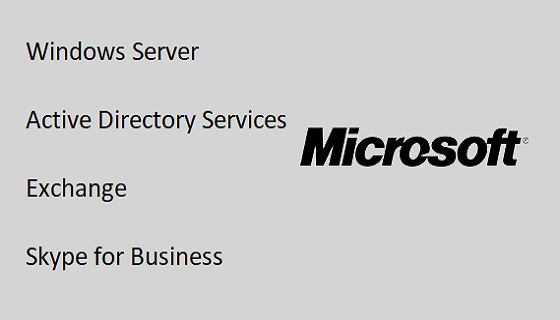 Windows Server
Active Directory Services
Microsoft®
Exchange
Skype for Business